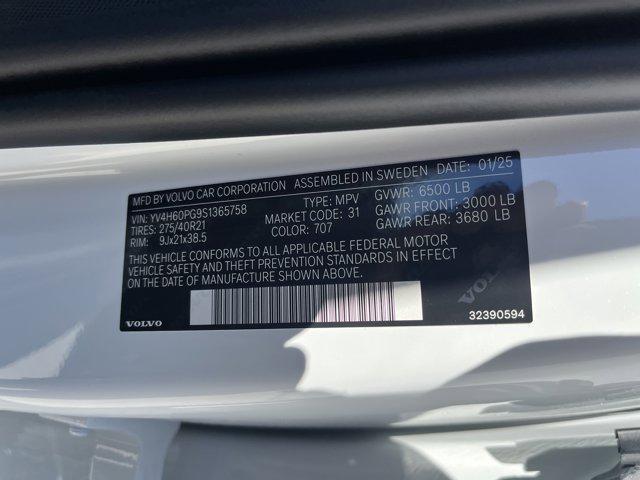 MFD BY VOLVO CAR CORPORATION ASSEMBLED IN SWEDEN DATE: 01/25
VIN: YV4H60PG9S1365758 TYPE: MPV GVWR: 6500 LB
TIRES: 275/40R21 MARKET CODE: 31 GAWR FRONT: 3000 LB
RIM: 9Jx21x38.5 COLOR: 707 GAWR REAR: 3680 LB
THIS VEHICLE CONFORMS TO ALL APPLICABLE FEDERAL MOTOR
VEHICLE SAFETY AND THEFT PREVENTION STANDARDS IN EFFECT
ON THE DATE OF MANUFACTURE SHOWN ABOVE.
VOLVO
VOLVO 32390594